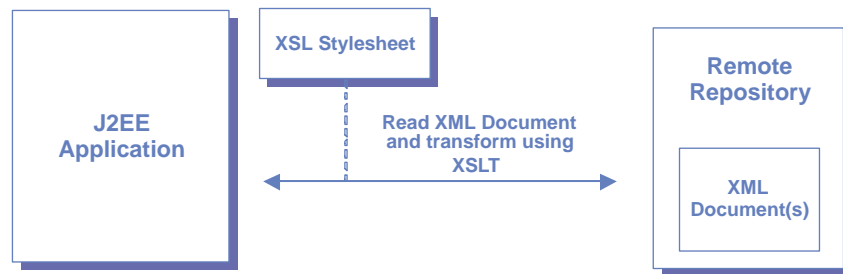 XSL Stylesheet
J2EE
Application
Read XML Document
and transform using
XSLT
Remote
Repository
XML
Document(s)